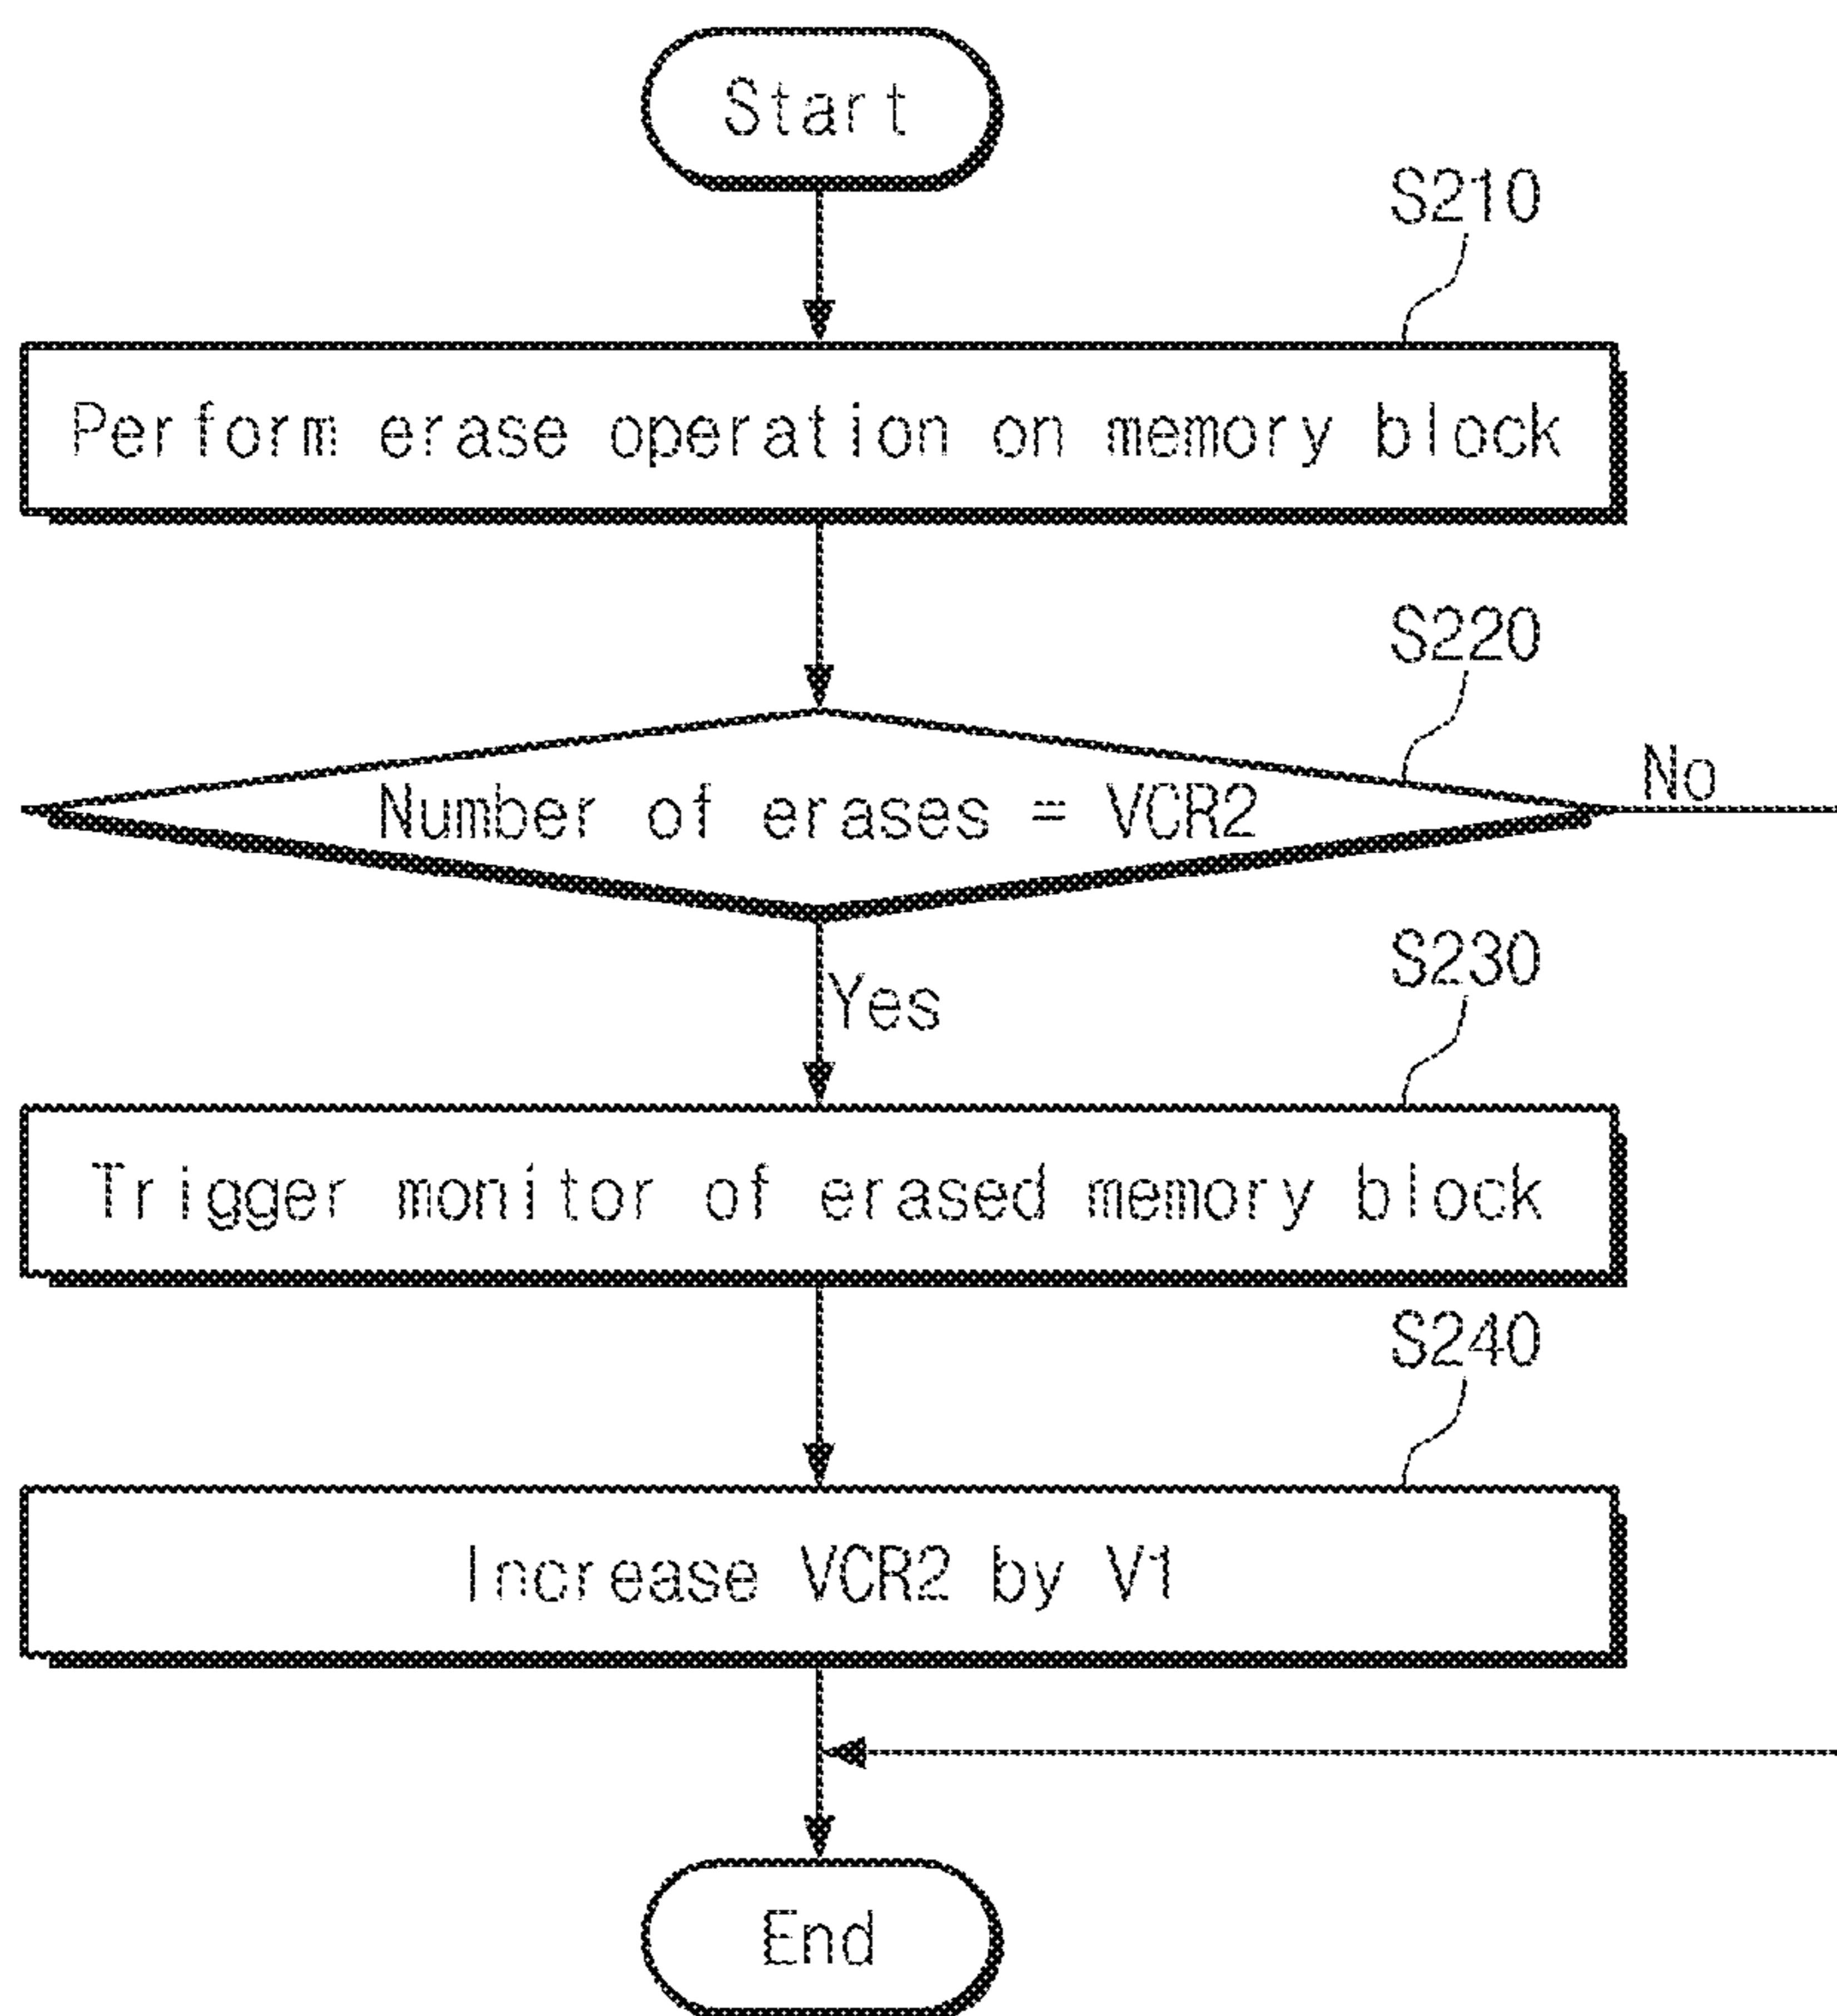 Start
S210
Perform erase operation on memory block
S220
Number of erases = VCR2
No
Yes
S230
Trigger monitor of erased memory block
S240
Increase VCR2 by V1
End